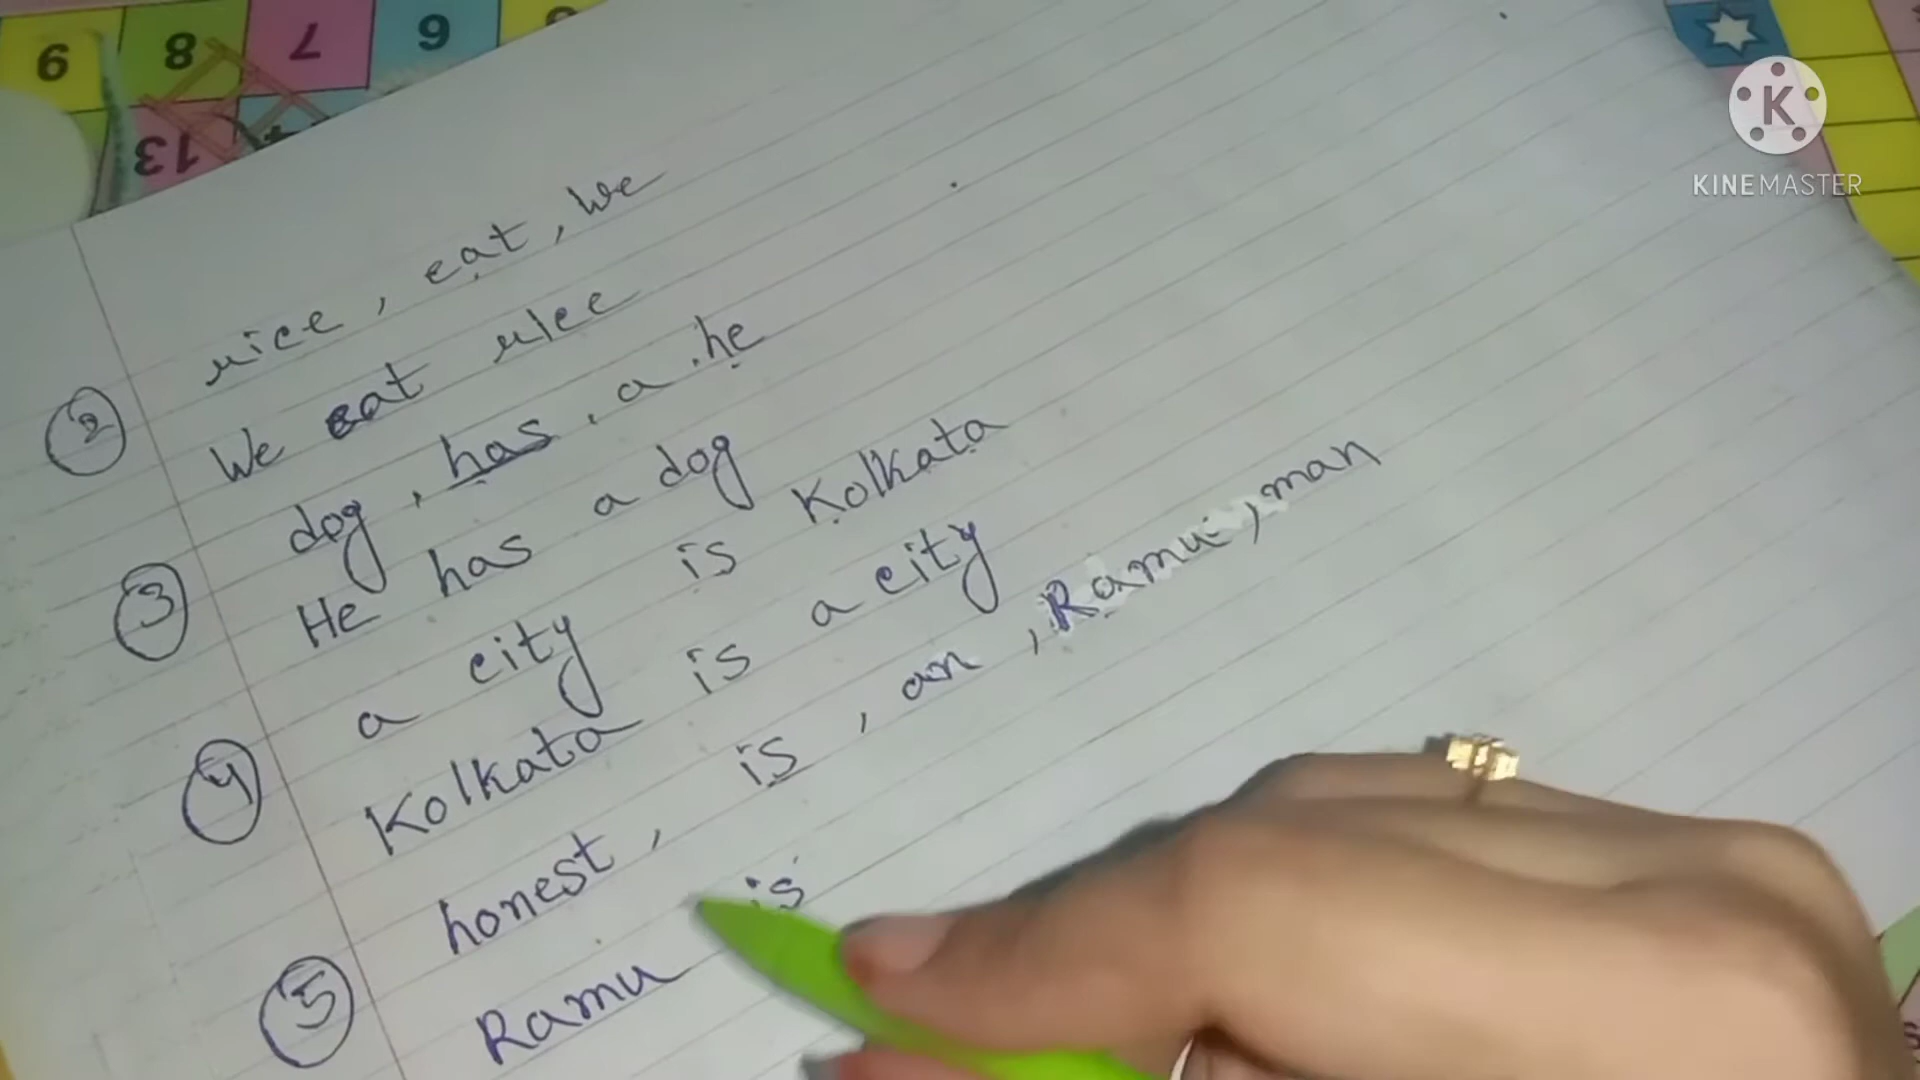 9 8 7 6
13
KINEMASTER
rice, eat, We
② We eat rice
dog, has, a he
③ He has a dog
a city is Kolkata
④ Kolkata is a city
honest, is, an, Ramu, man
⑤ Ramu is